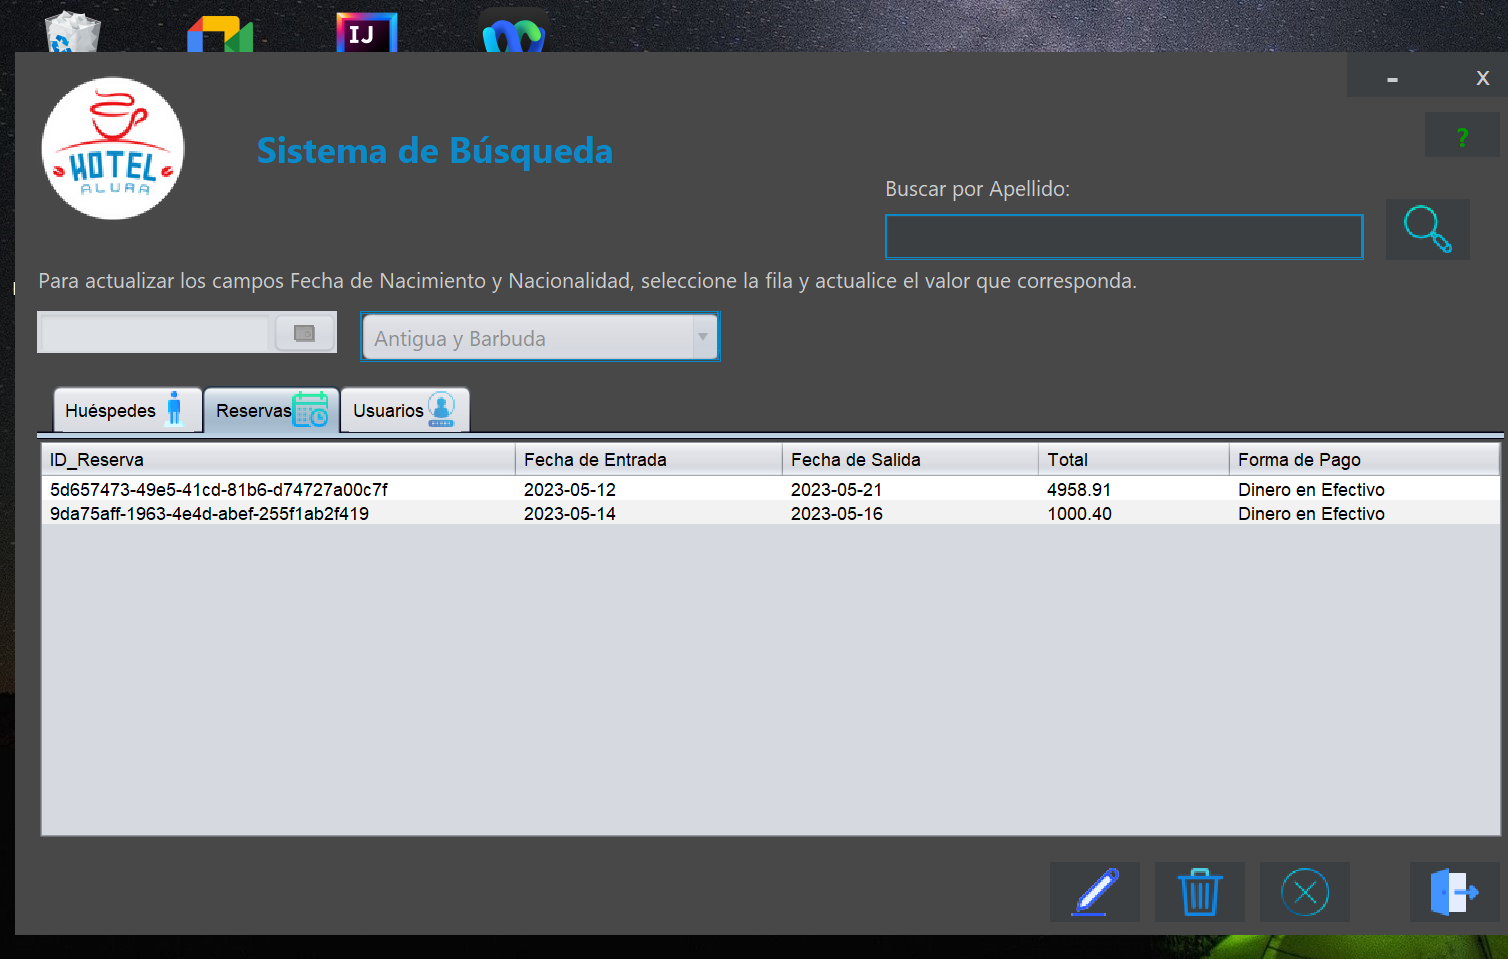 IJ
-
x
HOTEL
ALURA
Sistema de Búsqueda
?
Buscar por Apellido:
Para actualizar los campos Fecha de Nacimiento y Nacionalidad, seleccione la fila y actualice el valor que corresponda.
Antigua y Barbuda
Huéspedes Reservas Usuarios
ID_Reserva Fecha de Entrada Fecha de Salida Total Forma de Pago
5d657473-49e5-41cd-81b6-d74727a00c7f 2023-05-12 2023-05-21 4958.91 Dinero en Efectivo
9da75aff-1963-4e4d-abef-255f1ab2f419 2023-05-14 2023-05-16 1000.40 Dinero en Efectivo